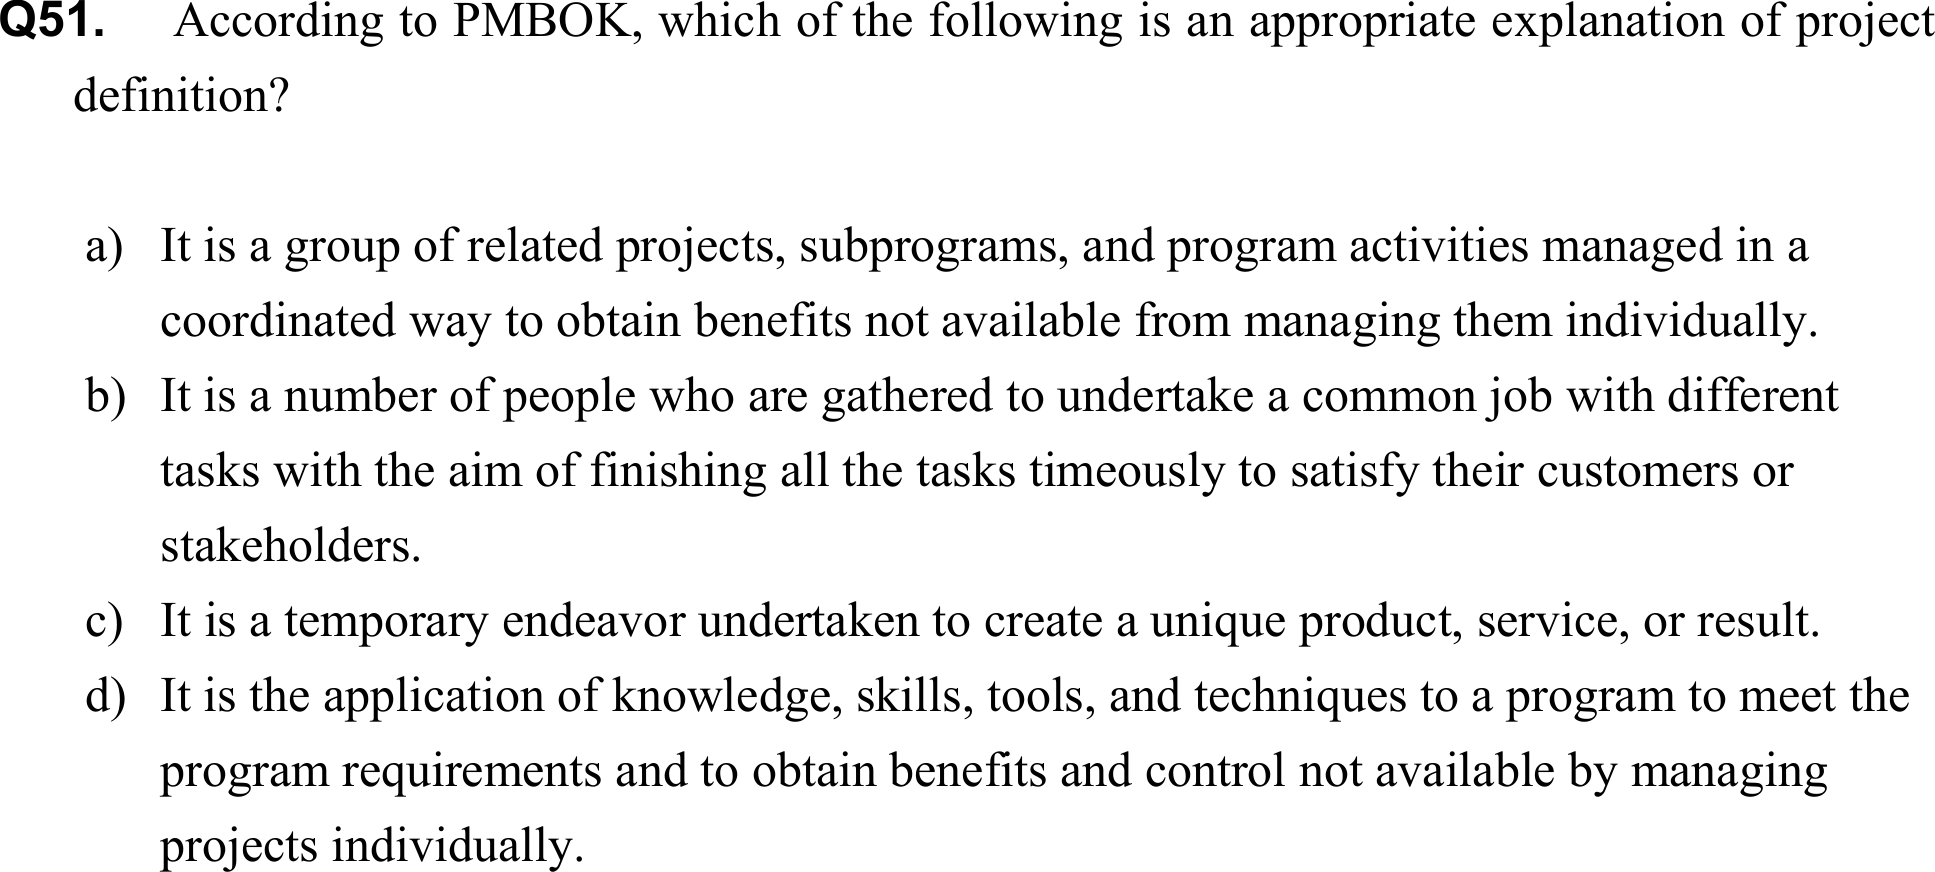 Q51. According to PMBOK, which of the following is an appropriate explanation of project
definition?
a) It is a group of related projects, subprograms, and program activities managed in a
coordinated way to obtain benefits not available from managing them individually.
b) It is a number of people who are gathered to undertake a common job with different
tasks with the aim of finishing all the tasks timeously to satisfy their customers or
stakeholders.
c) It is a temporary endeavor undertaken to create a unique product, service, or result.
d) It is the application of knowledge, skills, tools, and techniques to a program to meet the
program requirements and to obtain benefits and control not available by managing
projects individually.